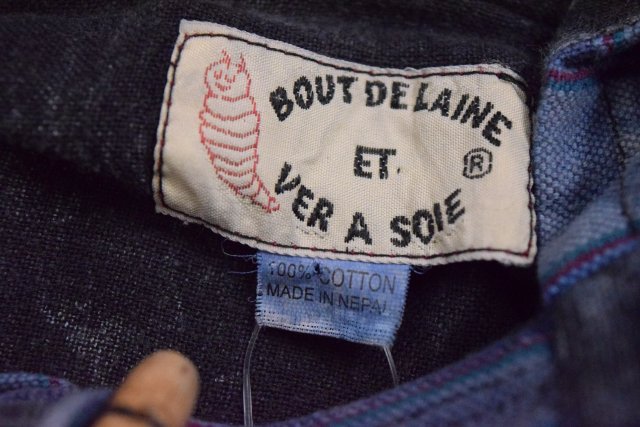 BOUT DE LAINE
ET.
®
VER A SOIE
100% COTTON
MADE IN NEPAL